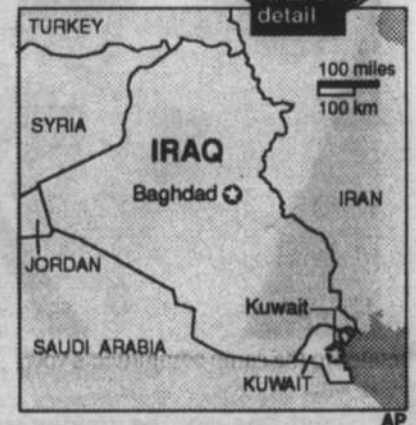 detail
TURKEY
100 miles
100 km
SYRIA
IRAQ
Baghdad
IRAN
JORDAN
Kuwait
SAUDI ARABIA
KUWAIT
AP